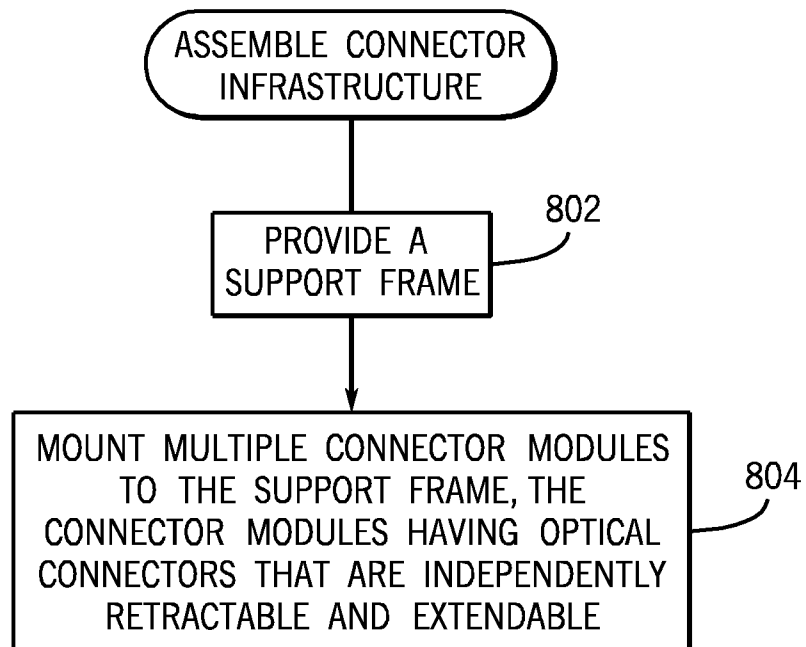 ASSEMBLE CONNECTOR
INFRASTRUCTURE
802
PROVIDE A
SUPPORT FRAME
MOUNT MULTIPLE CONNECTOR MODULES
TO THE SUPPORT FRAME, THE
CONNECTOR MODULES HAVING OPTICAL
CONNECTORS THAT ARE INDEPENDENTLY
RETRACTABLE AND EXTENDABLE
804